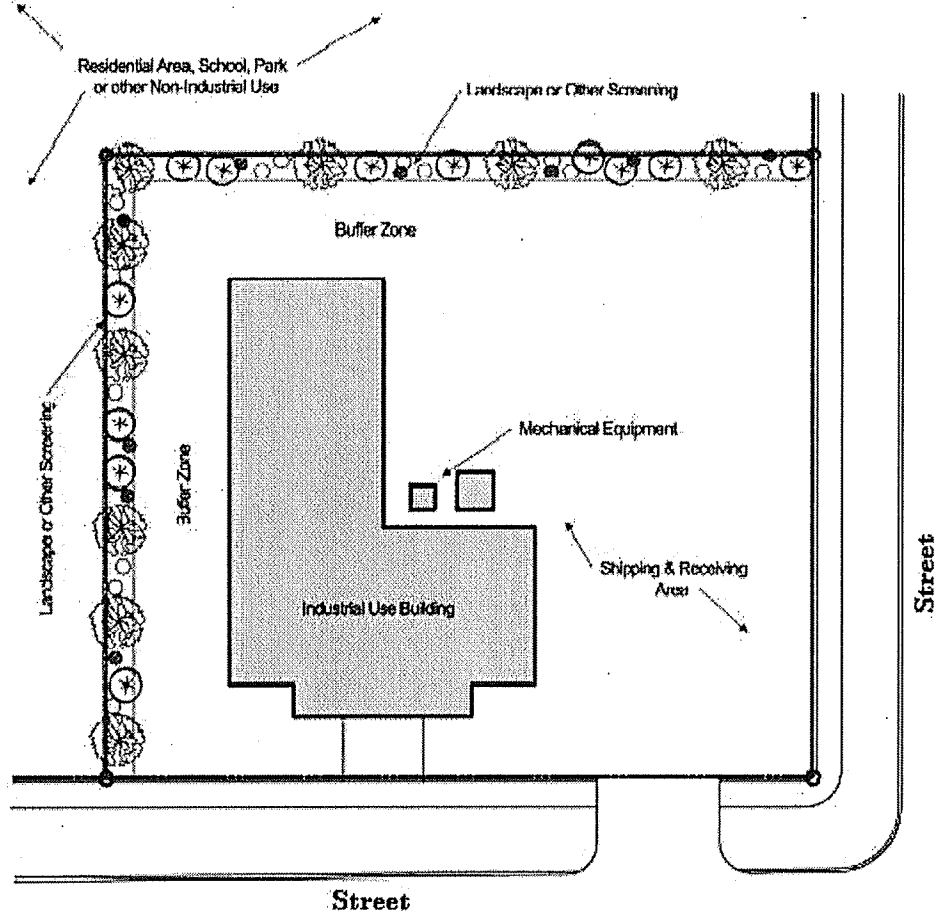 Residential Area, School, Park
or other Non-Industrial Use
Landscape or Other Screening
Buffer Zone
Landscape or Other Screening
Buffer Zone
Mechanical Equipment
Shipping & Receiving
Area
Industrial Use Building
Street
Street